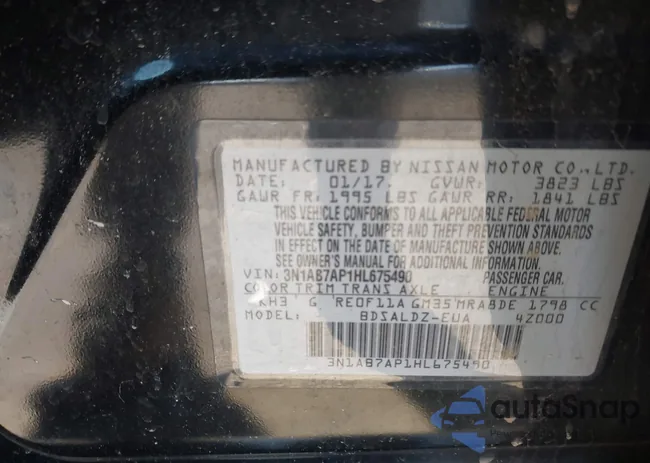 MANUFACTURED BY NISSAN MOTOR CO., LTD.
DATE: 01/17. GVWR: 3823 LBS
GAWR FR: 1995 LBS GAWR RR: 1841 LBS
THIS VEHICLE CONFORMS TO ALL APPLICABLE FEDERAL MOTOR
VEHICLE SAFETY, BUMPER AND THEFT PREVENTION STANDARDS
IN EFFECT ON THE DATE OF MANUFACTURE SHOWN ABOVE.
SEE OWNER'S MANUAL FOR ADDITIONAL INFORMATION.
VIN: 3N1AB7AP1HL675490 PASSENGER CAR.
COLOR TRIM TRANS AXLE ENGINE
KH3 G RE0F11A GM35 MRA8DE 1798 CC
MODEL: BDSALDZ-EUA 42000
3N1AB7AP1HL675490
autoSnap